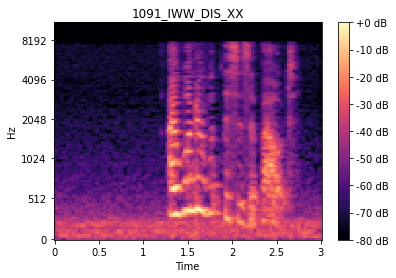 1091_IWW_DIS_XX
+0 dB
8192
-10 dB
4096
-20 dB
-30 dB
2048
Hz
-40 dB
1024
-50 dB
512
-60 dB
-70 dB
0
-80 dB
0 0.5 1 1.5 2 2.5 3
Time